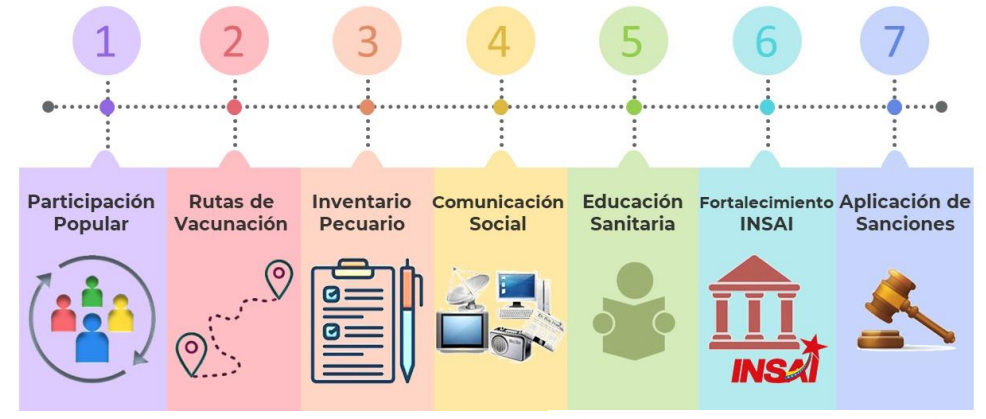 1
2
3
4
5
6
7
Participación
Popular
Rutas de
Vacunación
Inventario
Pecuario
Comunicación
Social
Educación
Sanitaria
Fortalecimiento
INSAI
Aplicación de
Sanciones
INSAI